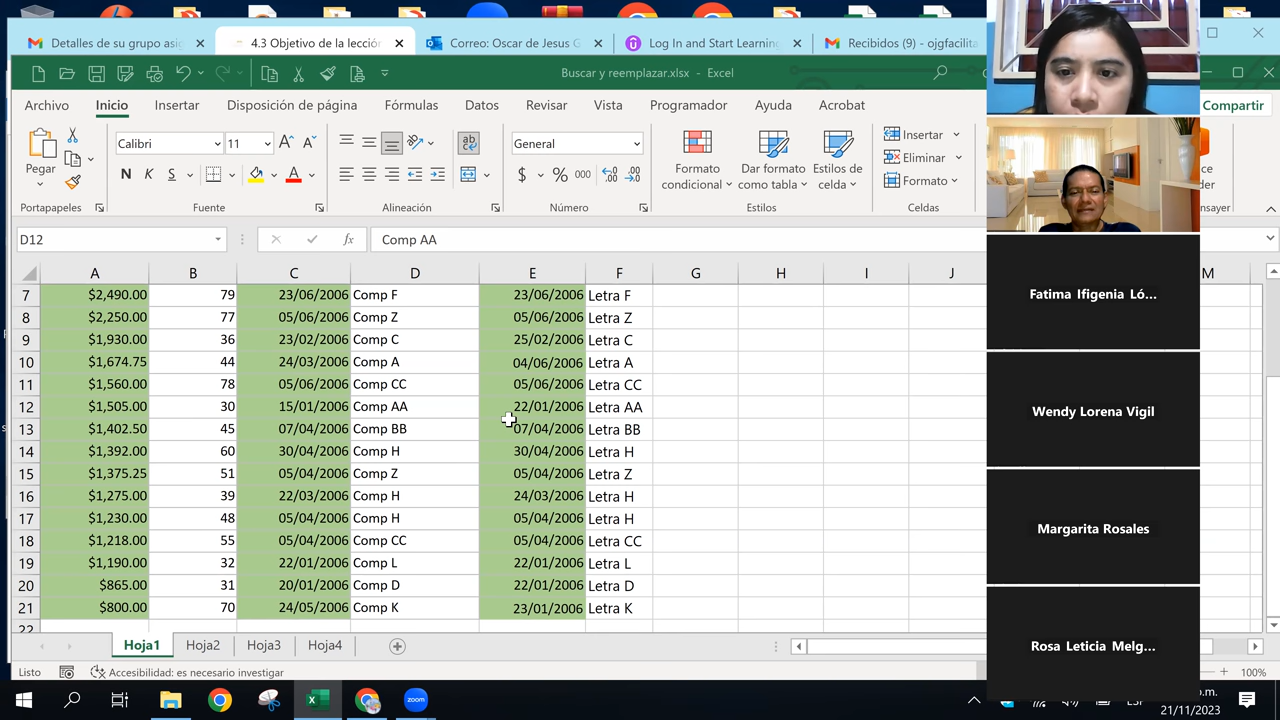 Detalles de su grupo asig
4.3 Objetivo de la lección
Correo: Oscar de Jesus G
Log In and Start Learning
Recibidos (9) - ojgfacilita
Buscar y reemplazar.xlsx - Excel
Archivo Inicio Insertar Disposición de página Fórmulas Datos Revisar Vista Programador Ayuda Acrobat Compartir
Calibri 11 General
Pegar N K S
$ % 000
Formato condicional
Dar formato como tabla
Estilos de celda
Insertar
Eliminar
Formato
Portapapeles Fuente Alineación Número Estilos Celdas
D12 fx Comp AA
A B C D E F G H I J M
7 $2,490.00 79 23/06/2006 Comp F 23/06/2006 Letra F
8 $2,250.00 77 05/06/2006 Comp Z 05/06/2006 Letra Z
9 $1,930.00 36 23/02/2006 Comp C 25/02/2006 Letra C
10 $1,674.75 44 24/03/2006 Comp A 04/06/2006 Letra A
11 $1,560.00 78 05/06/2006 Comp CC 05/06/2006 Letra CC
12 $1,505.00 30 15/01/2006 Comp AA 22/01/2006 Letra AA
13 $1,402.50 45 07/04/2006 Comp BB 07/04/2006 Letra BB
14 $1,392.00 60 30/04/2006 Comp H 30/04/2006 Letra H
15 $1,375.25 51 05/04/2006 Comp Z 05/04/2006 Letra Z
16 $1,275.00 39 22/03/2006 Comp H 24/03/2006 Letra H
17 $1,230.00 48 05/04/2006 Comp H 05/04/2006 Letra H
18 $1,218.00 55 05/04/2006 Comp CC 05/04/2006 Letra CC
19 $1,190.00 32 22/01/2006 Comp L 22/01/2006 Letra L
20 $865.00 31 20/01/2006 Comp D 22/01/2006 Letra D
21 $800.00 70 24/05/2006 Comp K 23/01/2006 Letra K
22
Hoja1 Hoja2 Hoja3 Hoja4
Listo Accesibilidad: es necesario investigar 100%
Fatima Ifigenia Ló...
Wendy Lorena Vigil
Margarita Rosales
Rosa Leticia Melg...
zoom
21/11/2023